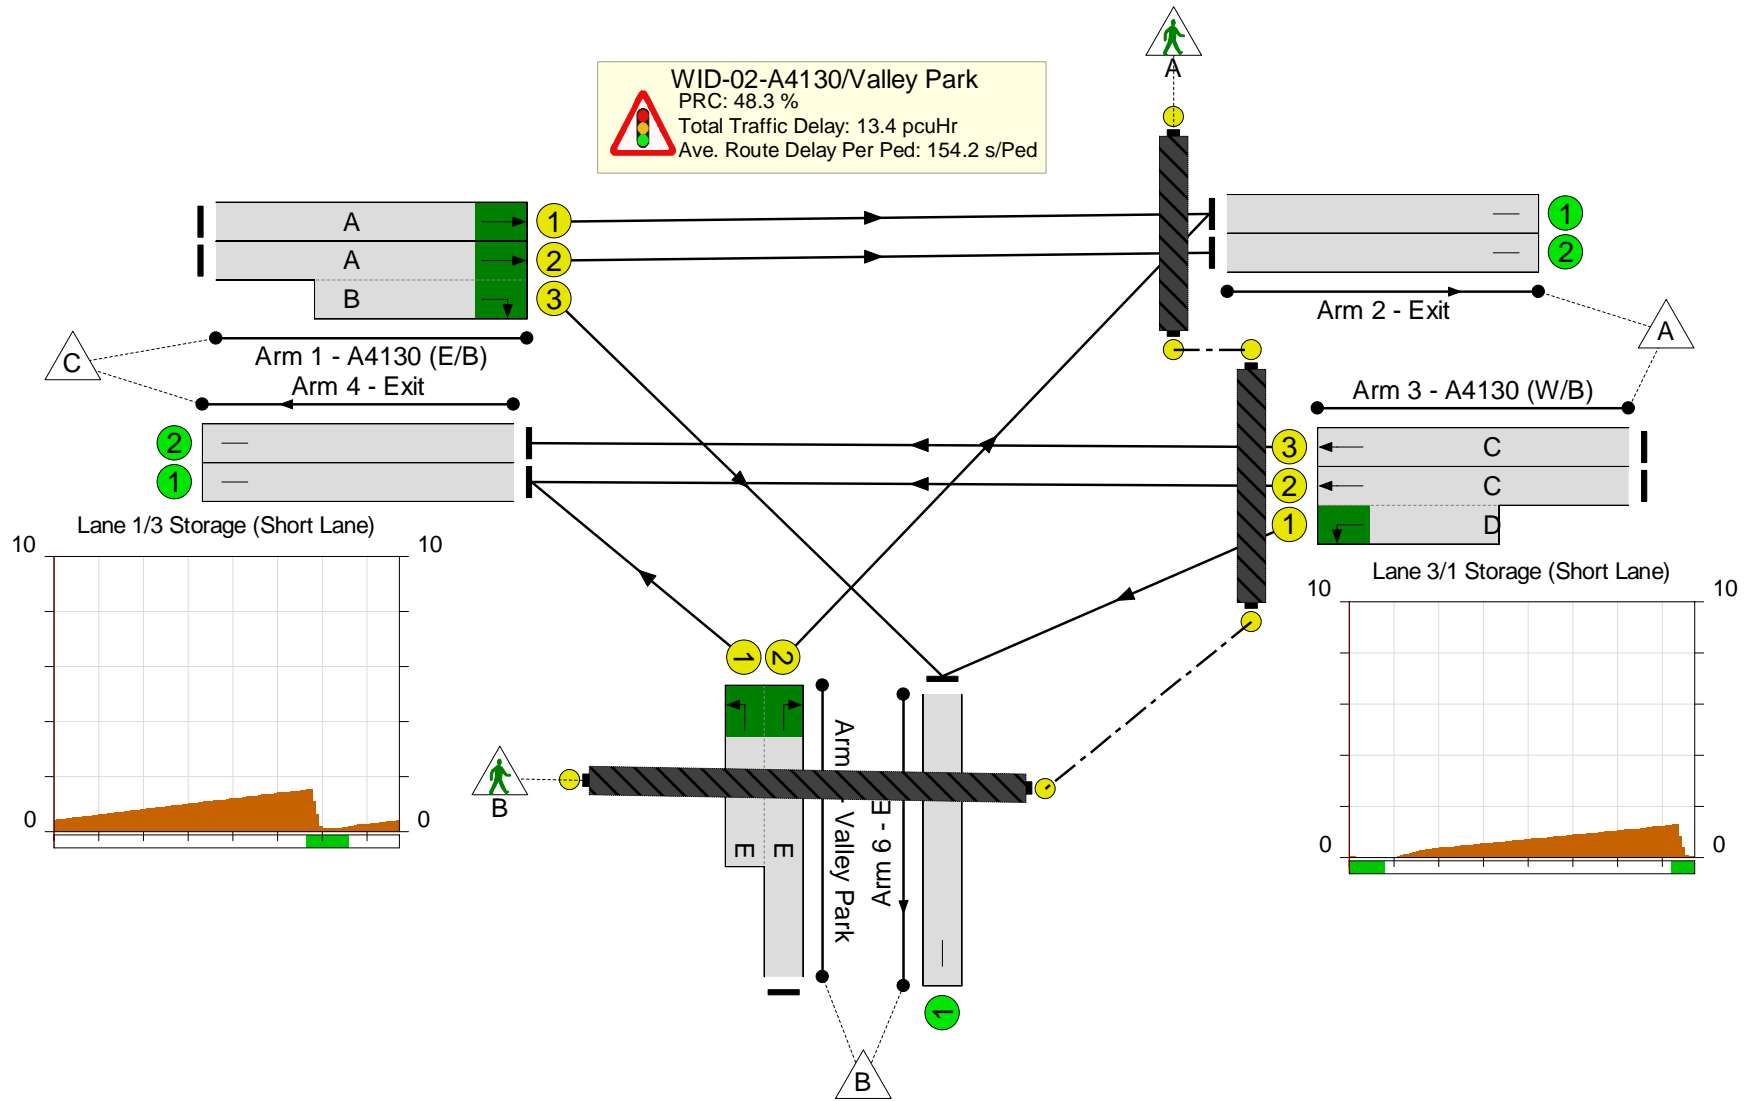 A
WID-02-A4130/Valley Park
PRC: 48.3 %
Total Traffic Delay: 13.4 pcuHr
Ave. Route Delay Per Ped: 154.2 s/Ped
A 1
A 2
B 3
1
2
Arm 2 - Exit
A
C
Arm 1 - A4130 (E/B)
Arm 4 - Exit
Arm 3 - A4130 (W/B)
2
1
3 C
2 C
1 D
Lane 1/3 Storage (Short Lane)
10 10
0 0
Lane 3/1 Storage (Short Lane)
10 10
0 0
1 2
B
E E
Arm
Valley Park
Arm 6 - E
1
B